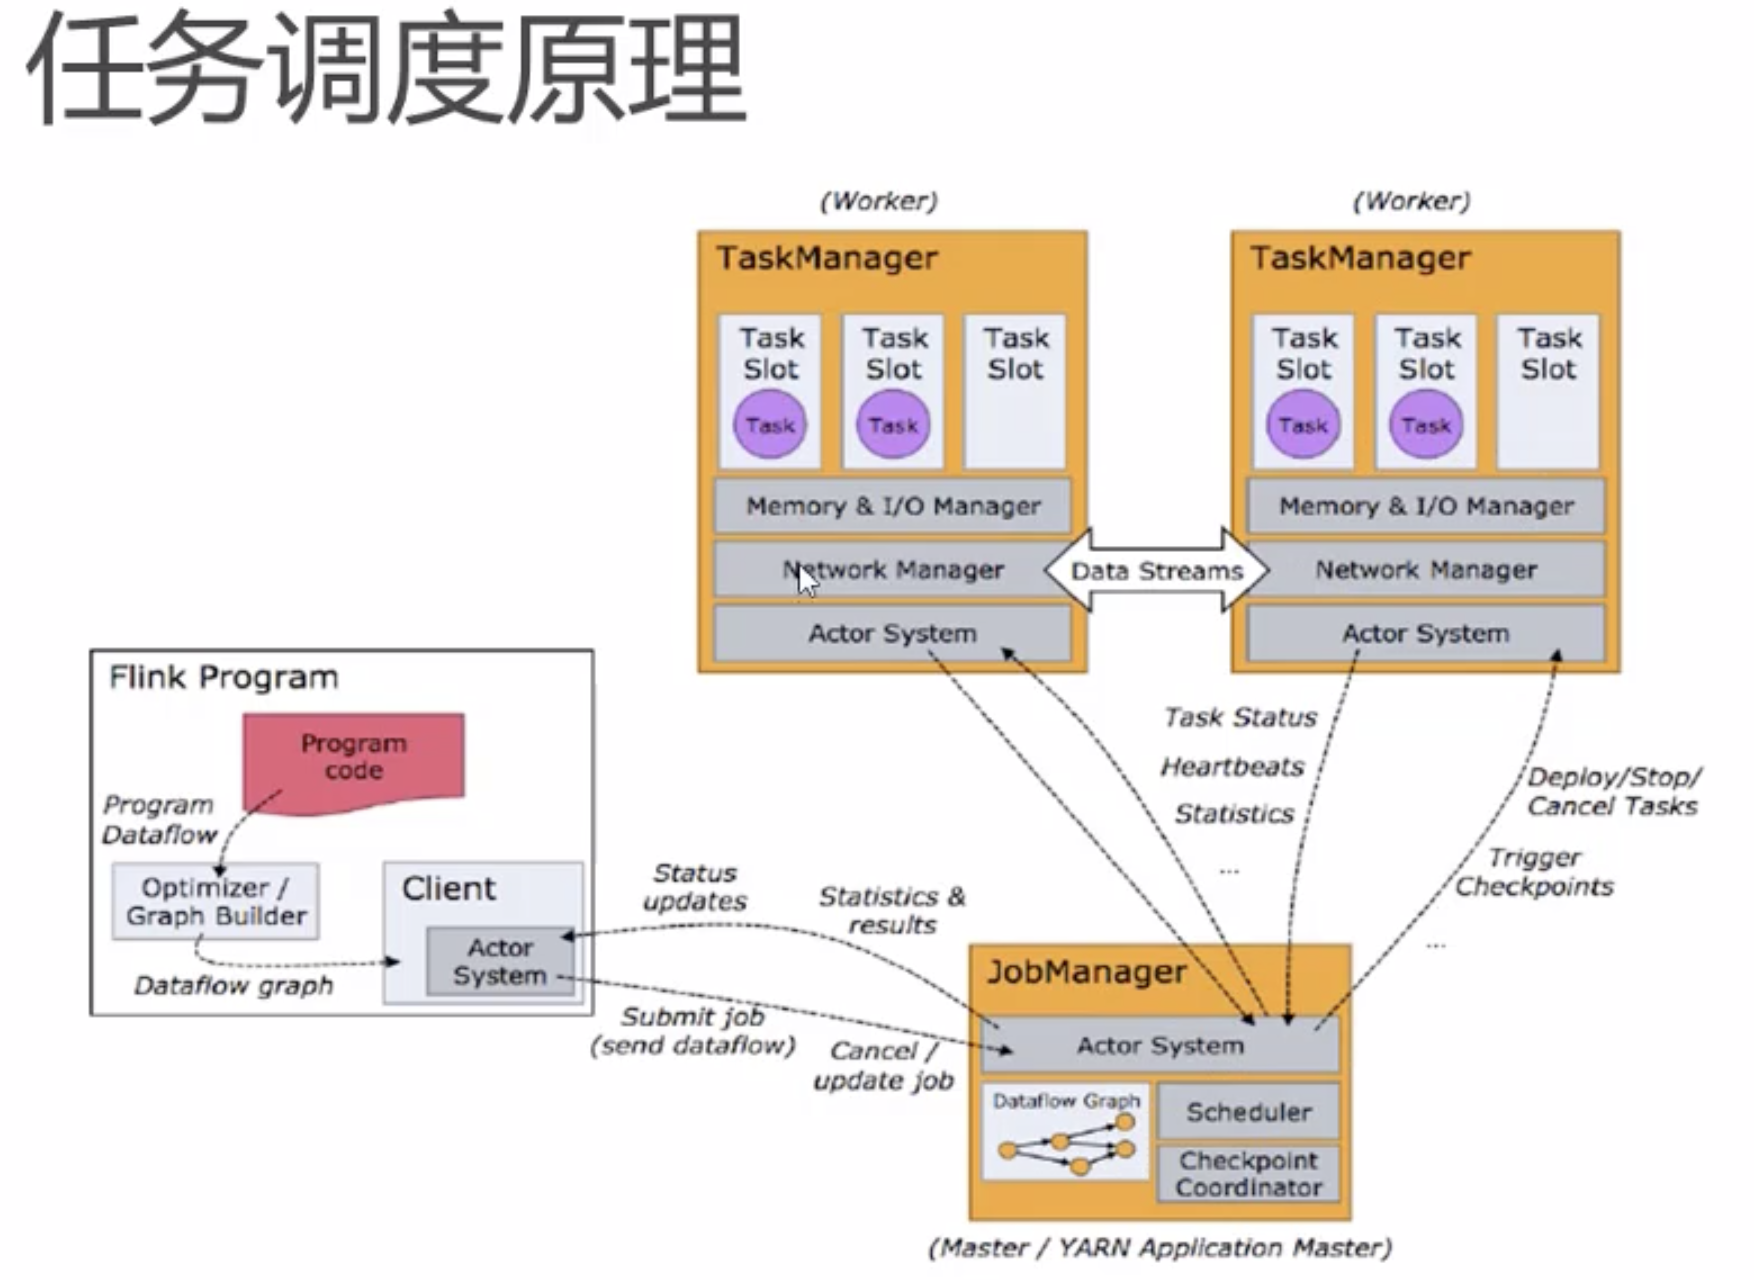 任务调度原理
(Worker)
(Worker)
TaskManager
TaskManager
Task
Slot
Task
Slot
Task
Slot
Task
Slot
Task
Slot
Task
Slot
Task
Task
Task
Task
Memory & I/O Manager
Memory & I/O Manager
Network Manager
Data Streams
Network Manager
Actor System
Actor System
Flink Program
Program
code
Program
Dataflow
Optimizer /
Graph Builder
Client
Actor
System
Dataflow graph
Status
updates
Statistics &
results
Submit job
(send dataflow)
Cancel /
update job
Task Status
Heartbeats
Statistics
...
Deploy/Stop/
Cancel Tasks
Trigger
Checkpoints
...
JobManager
Actor System
Dataflow Graph
Scheduler
Checkpoint
Coordinator
(Master / YARN Application Master)